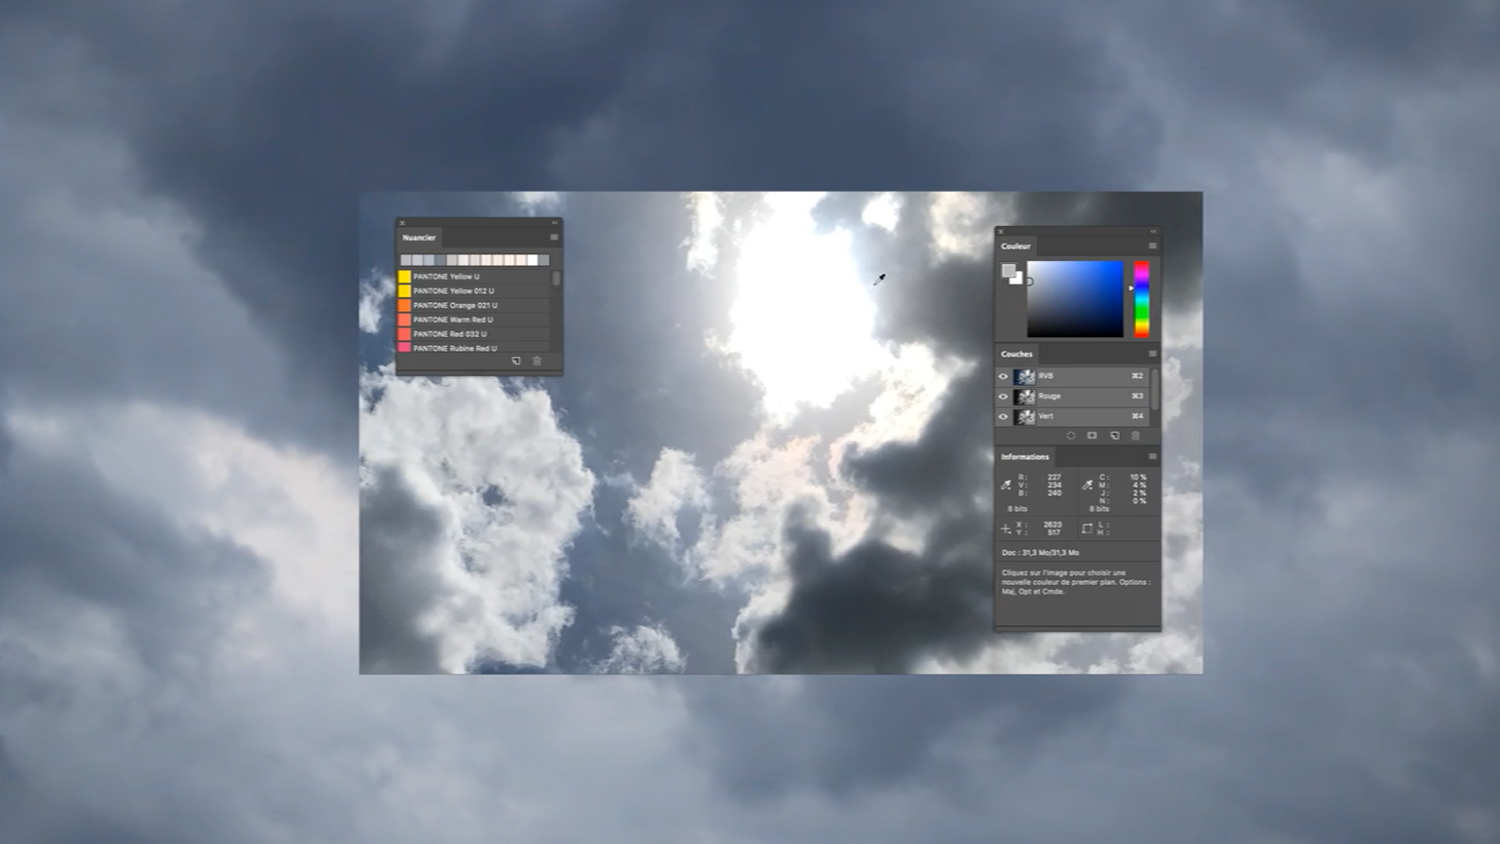 Nuancier
PANTONE Yellow U
PANTONE Yellow 012 U
PANTONE Orange 021 U
PANTONE Warm Red U
PANTONE Red 032 U
PANTONE Rubine Red U
Couleur
Couches
RVB ⌘2
Rouge ⌘3
Vert ⌘4
Informations
R : 227 C : 10 %
V : 234 M : 4 %
B : 240 J : 2 %
N : 0 %
8 bits 8 bits
X : 2623 L :
Y : 517 H :
Doc : 31,3 Mo/31,3 Mo
Cliquez sur l'image pour choisir une
nouvelle couleur de premier plan. Options :
Maj, Opt et Cmde.